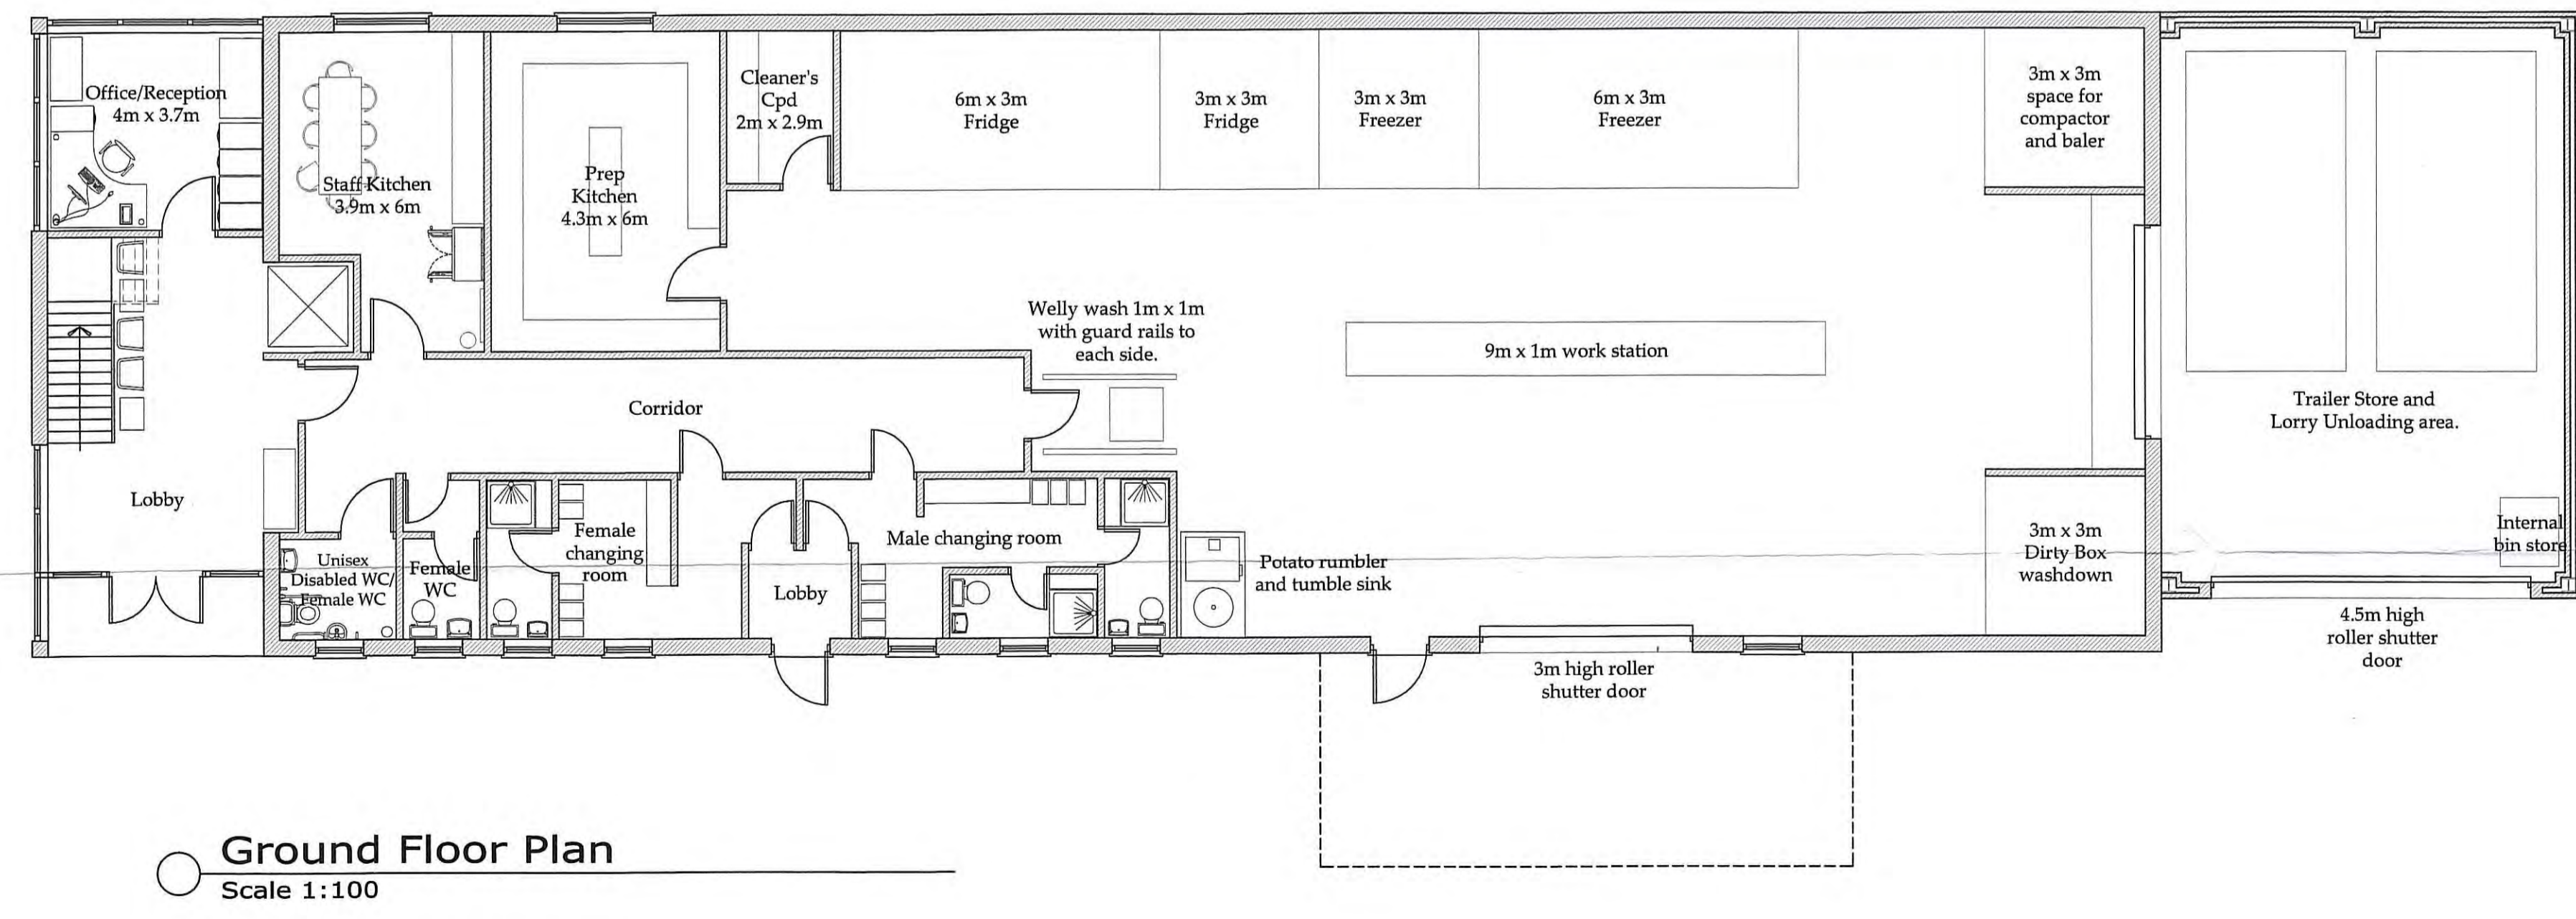 Office/Reception
4m x 3.7m
Staff Kitchen
3.9m x 6m
Prep
Kitchen
4.3m x 6m
Cleaner's
Cpd
2m x 2.9m
6m x 3m
Fridge
3m x 3m
Fridge
3m x 3m
Freezer
6m x 3m
Freezer
3m x 3m
space for
compactor
and baler
Welly wash 1m x 1m
with guard rails to
each side.
9m x 1m work station
Trailer Store and
Lorry Unloading area.
Corridor
Lobby
Unisex
Disabled WC/
Female WC
Female
WC
Female
changing
room
Lobby
Male changing room
Potato rumbler
and tumble sink
3m x 3m
Dirty Box
washdown
Internal
bin store
3m high roller
shutter door
4.5m high
roller shutter
door
Ground Floor Plan
Scale 1:100